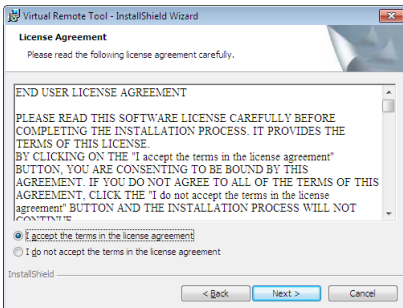 Virtual Remote Tool - InstallShield Wizard
License Agreement
Please read the following license agreement carefully.
END USER LICENSE AGREEMENT
PLEASE READ THIS SOFTWARE LICENSE CAREFULLY BEFORE
COMPLETING THE INSTALLATION PROCESS. IT PROVIDES THE
TERMS OF THIS LICENSE.
BY CLICKING ON THE "I accept the terms in the license agreement"
BUTTON, YOU ARE CONSENTING TO BE BOUND BY THIS
AGREEMENT. IF YOU DO NOT AGREE TO ALL OF THE TERMS OF THIS
AGREEMENT, CLICK THE "I do not accept the terms in the license
agreement" BUTTON AND THE INSTALLATION PROCESS WILL NOT
CONTINUE
I accept the terms in the license agreement
I do not accept the terms in the license agreement
InstallShield
< Back
Next >
Cancel